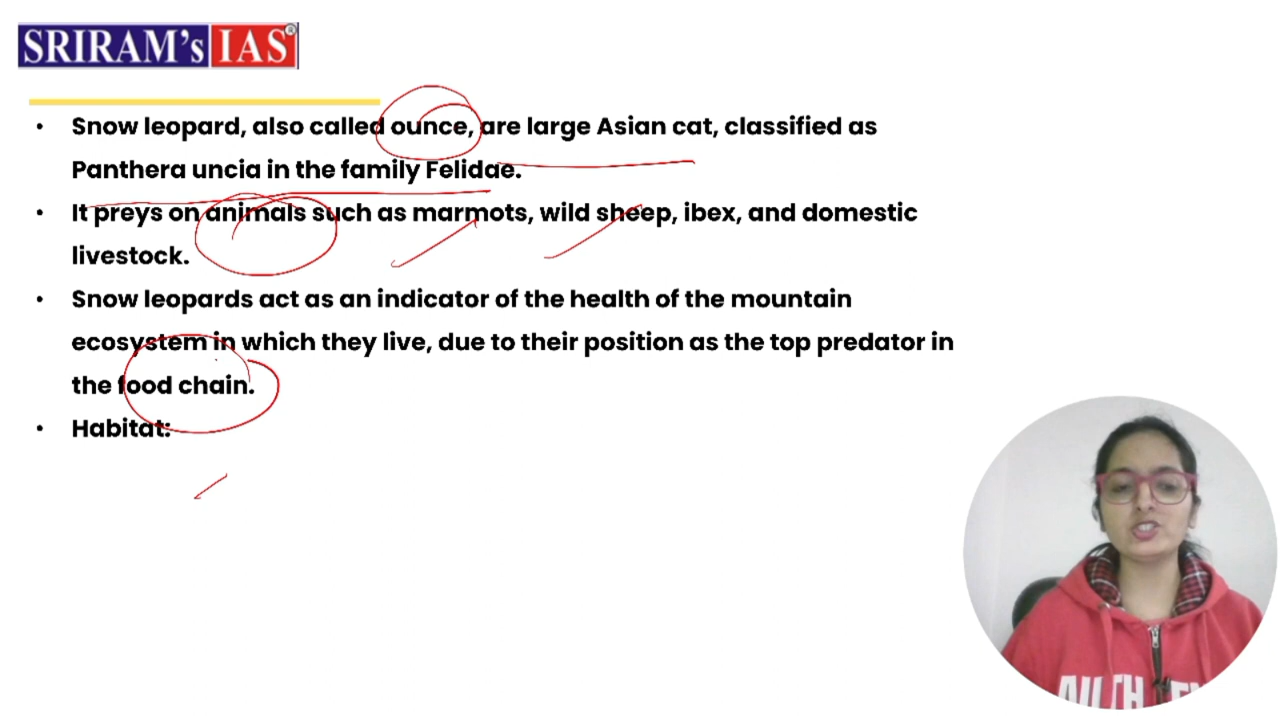 SRIRAM's IAS®
• Snow leopard, also called ounce, are large Asian cat, classified as
Panthera uncia in the family Felidae.
• It preys on animals such as marmots, wild sheep, ibex, and domestic
livestock.
• Snow leopards act as an indicator of the health of the mountain
ecosystem in which they live, due to their position as the top predator in
the food chain.
• Habitat: